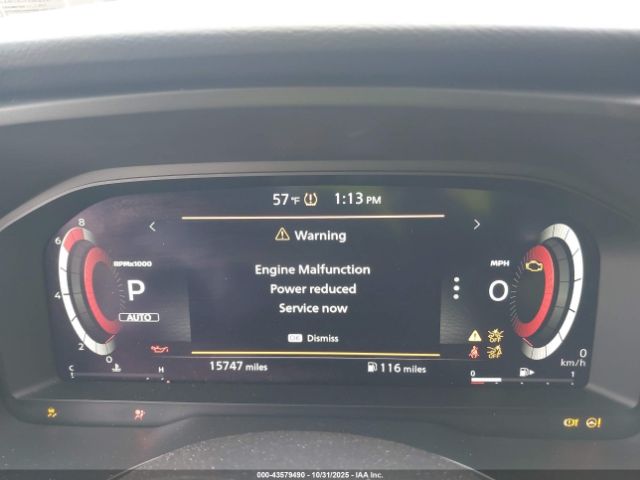 57°F 1:13 PM
Warning
Engine Malfunction
Power reduced
Service now
OK Dismiss
8
6
4
2
0
RPMx1000
P
AUTO
C H
MPH
0
0
km/h
15747 miles
116 miles
0 1
000-43579490 - 10/31/2025 - IAA Inc.